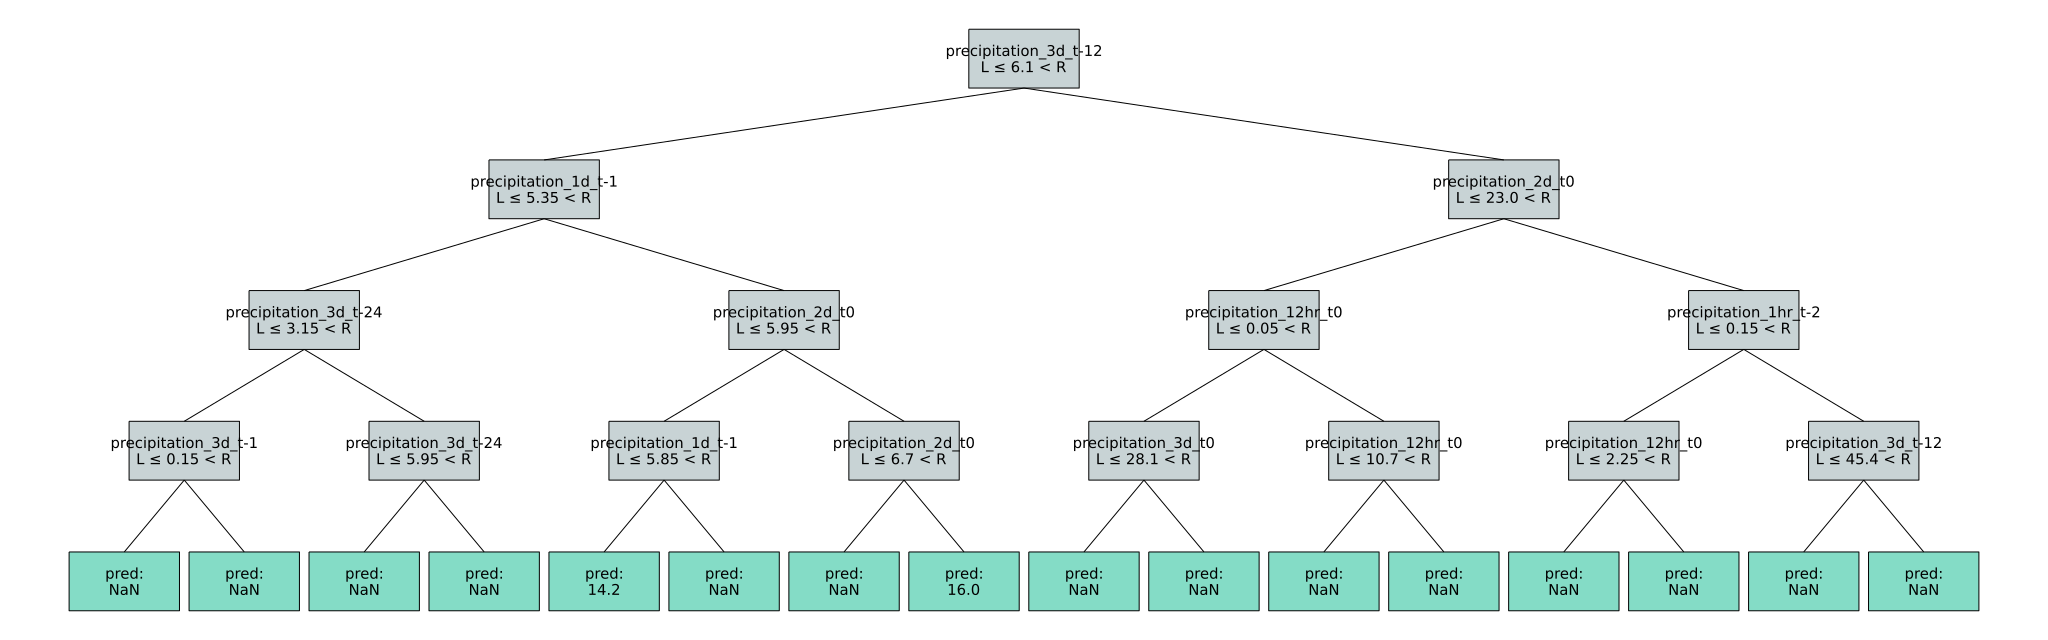 precipitation_3d_t-12
L ≤ 6.1 < R
precipitation_1d_t-1
L ≤ 5.35 < R
precipitation_2d_t0
L ≤ 23.0 < R
precipitation_3d_t-24
L ≤ 3.15 < R
precipitation_2d_t0
L ≤ 5.95 < R
precipitation_12hr_t0
L ≤ 0.05 < R
precipitation_1hr_t-2
L ≤ 0.15 < R
precipitation_3d_t-1
L ≤ 0.15 < R
precipitation_3d_t-24
L ≤ 5.95 < R
precipitation_1d_t-1
L ≤ 5.85 < R
precipitation_2d_t0
L ≤ 6.7 < R
precipitation_3d_t0
L ≤ 28.1 < R
precipitation_12hr_t0
L ≤ 10.7 < R
precipitation_12hr_t0
L ≤ 2.25 < R
precipitation_3d_t-12
L ≤ 45.4 < R
pred:
NaN
pred:
NaN
pred:
NaN
pred:
NaN
pred:
14.2
pred:
NaN
pred:
NaN
pred:
16.0
pred:
NaN
pred:
NaN
pred:
NaN
pred:
NaN
pred:
NaN
pred:
NaN
pred:
NaN
pred:
NaN